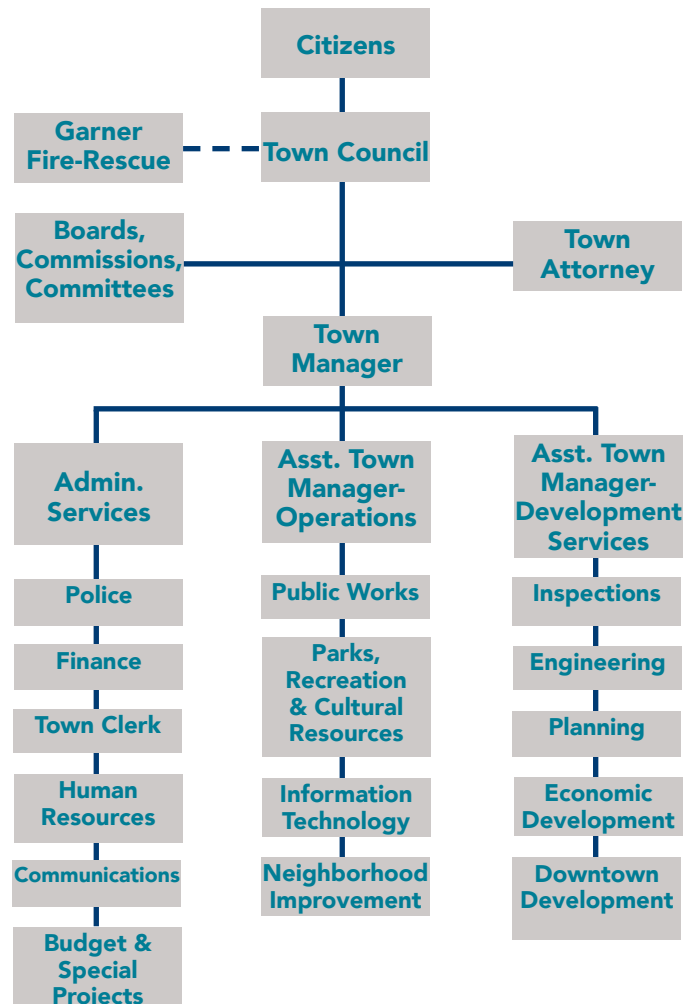 Citizens
Garner
Fire-Rescue
Town Council
Boards,
Commissions,
Committees
Town
Attorney
Town
Manager
Admin.
Services
Police
Finance
Town Clerk
Human
Resources
Communications
Budget &
Special
Projects
Asst. Town
Manager-
Operations
Public Works
Parks,
Recreation
& Cultural
Resources
Information
Technology
Neighborhood
Improvement
Asst. Town
Manager-
Development
Services
Inspections
Engineering
Planning
Economic
Development
Downtown
Development